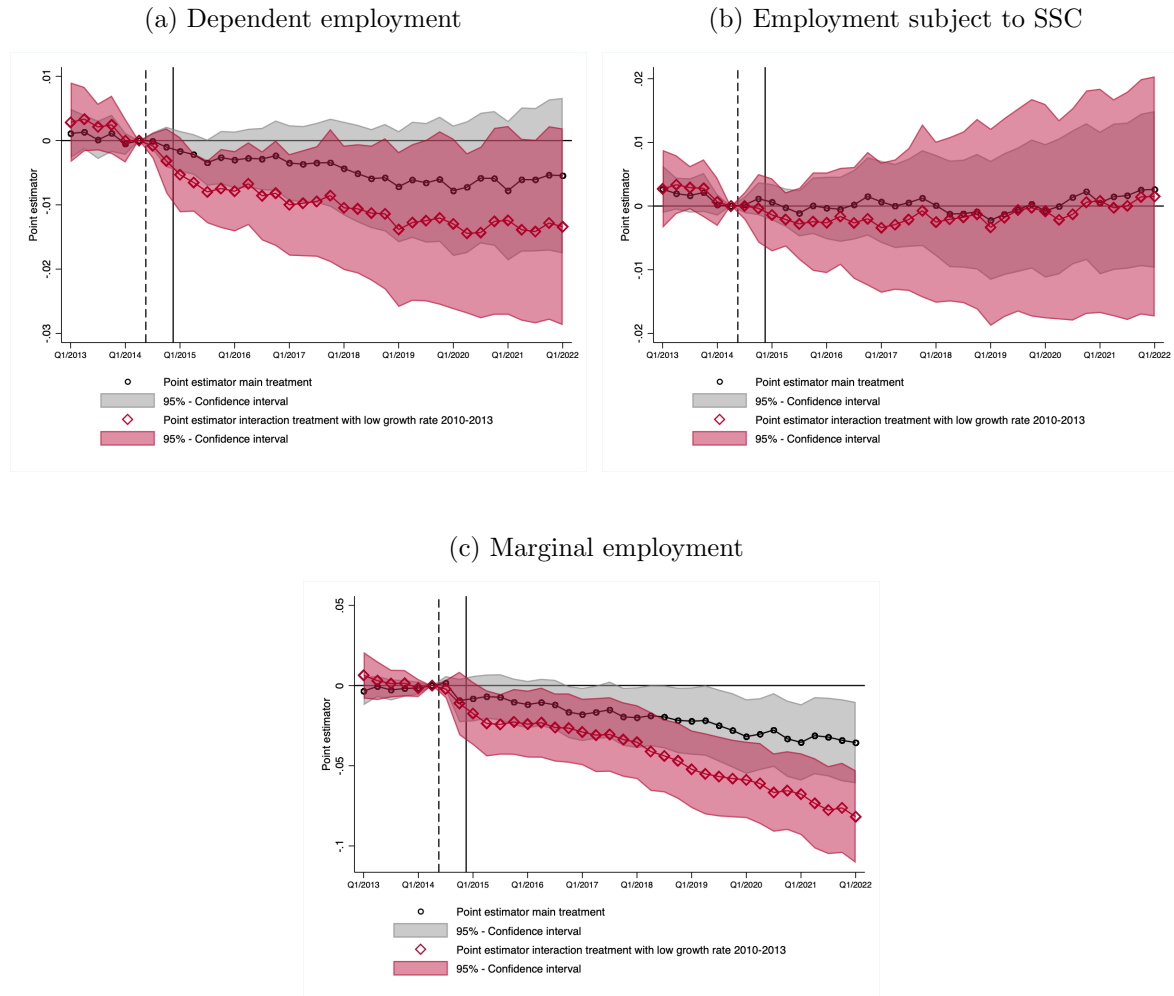 (a) Dependent employment
(b) Employment subject to SSC
Point estimator
.01
0
-.01
-.02
-.03
Q1/2013 Q1/2014 Q1/2015 Q1/2016 Q1/2017 Q1/2018 Q1/2019 Q1/2020 Q1/2021 Q1/2022
Point estimator main treatment
95% - Confidence interval
Point estimator interaction treatment with low growth rate 2010-2013
95% - Confidence interval
Point estimator
.02
.01
0
-.01
-.02
Q1/2013 Q1/2014 Q1/2015 Q1/2016 Q1/2017 Q1/2018 Q1/2019 Q1/2020 Q1/2021 Q1/2022
Point estimator main treatment
95% - Confidence interval
Point estimator interaction treatment with low growth rate 2010-2013
95% - Confidence interval
(c) Marginal employment
Point estimator
.05
0
-.05
-.1
Q1/2013 Q1/2014 Q1/2015 Q1/2016 Q1/2017 Q1/2018 Q1/2019 Q1/2020 Q1/2021 Q1/2022
Point estimator main treatment
95% - Confidence interval
Point estimator interaction treatment with low growth rate 2010-2013
95% - Confidence interval